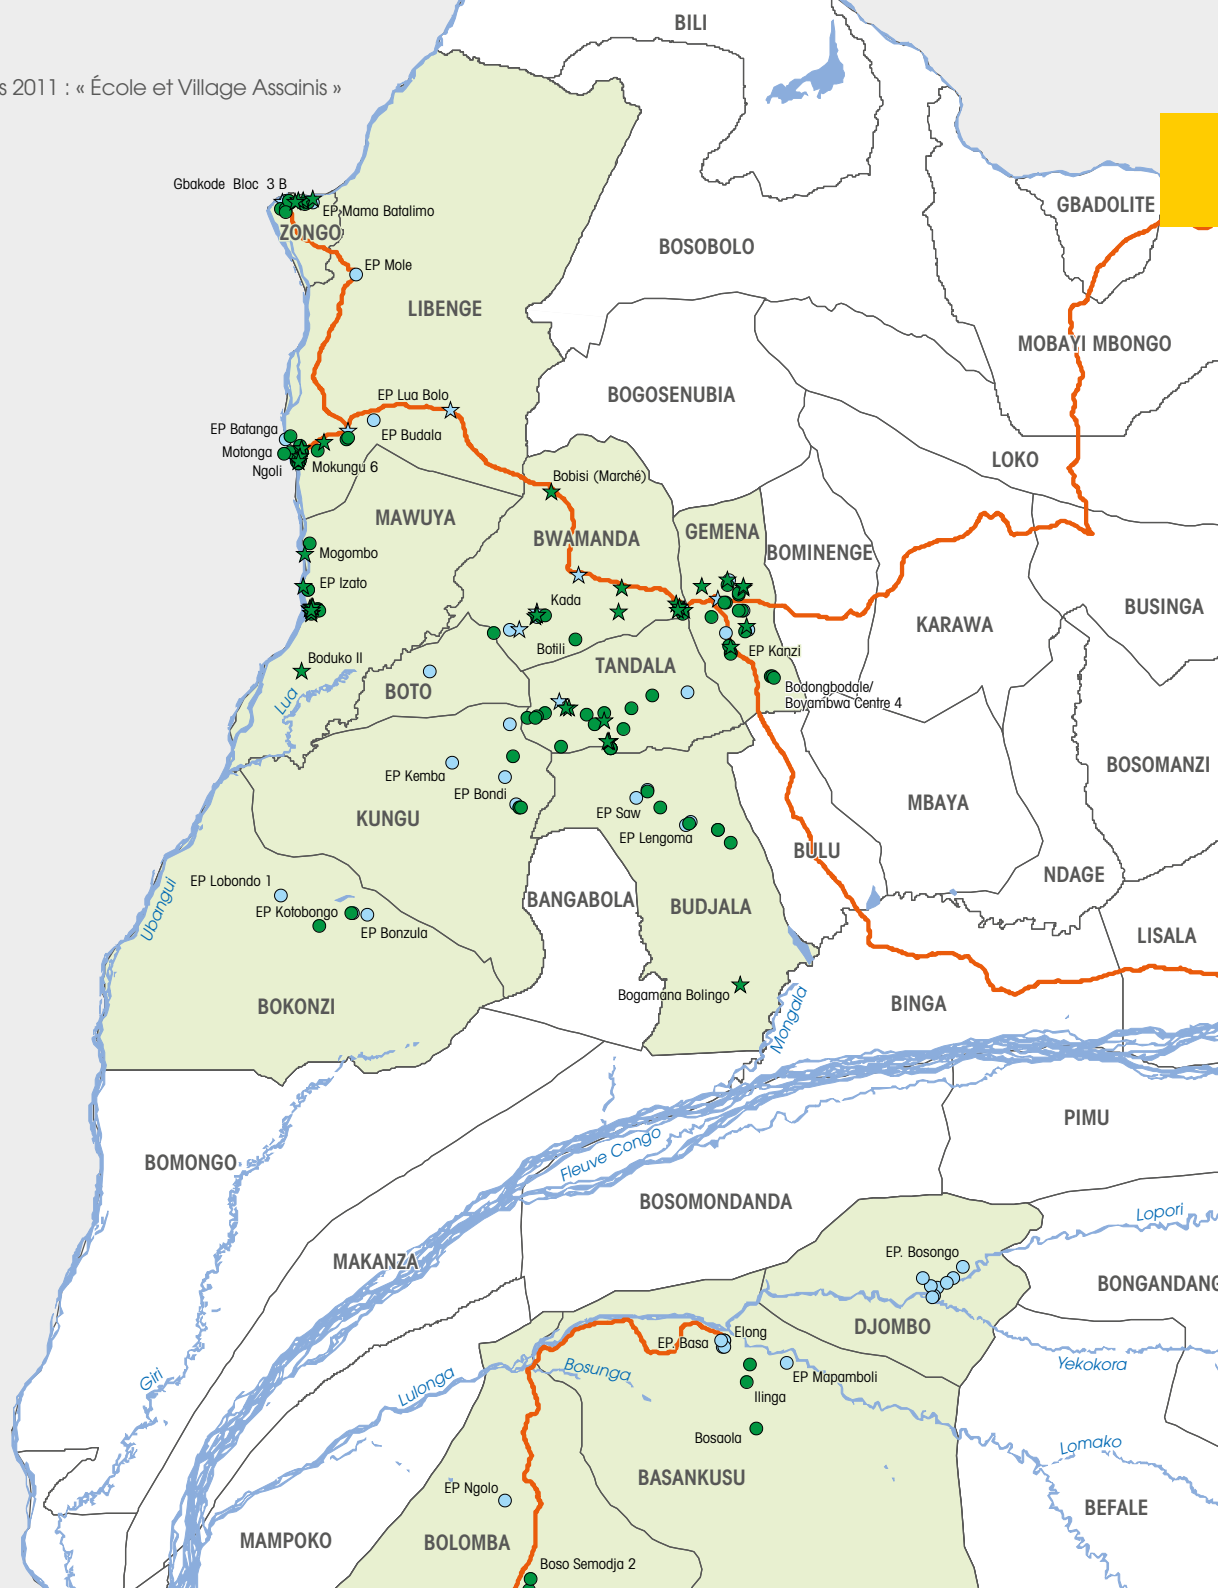 BILI
s 2011 : « École et Village Assainis »
Gbakode Bloc 3 B
EP Mama Batalimo
GBADOLITE
ZONGO
BOSOBOLO
EP Mole
LIBENGE
MOBAYI MBONGO
EP Lua Bolo
BOGOSENUBIA
EP Batanga
EP Budala
Motonga
LOKO
Ngoli
Mokungu 6
Bobisi (Marché)
MAWUYA
BWAMANDA
GEMENA
BOMINENGE
Mogombo
EP Izato
Kada
BUSINGA
KARAWA
Botili
EP Kanzi
Boduko II
TANDALA
Lua
BOTO
Bodongbodale/
Boyambwa Centre 4
EP Kemba
BOSOMANZI
EP Bondi
MBAYA
KUNGU
EP Saw
EP Lengoma
BULU
NDAGE
EP Lobondo 1
Ubangui
BANGABOLA
BUDJALA
EP Kotobongo
EP Bonzula
LISALA
Bogamana Bolingo
BOKONZI
BINGA
Mongala
PIMU
Fleuve Congo
BOMONGO
BOSOMONDANDA
Lopori
MAKANZA
EP. Bosongo
BONGANDANG
DJOMBO
Elong
EP. Basa
Yekokora
Giri
Lulonga
Bosunga
EP Mapamboli
Ilinga
Bosaola
Lomako
BASANKUSU
EP Ngolo
BEFALE
MAMPOKO
BOLOMBA
Boso Semodja 2